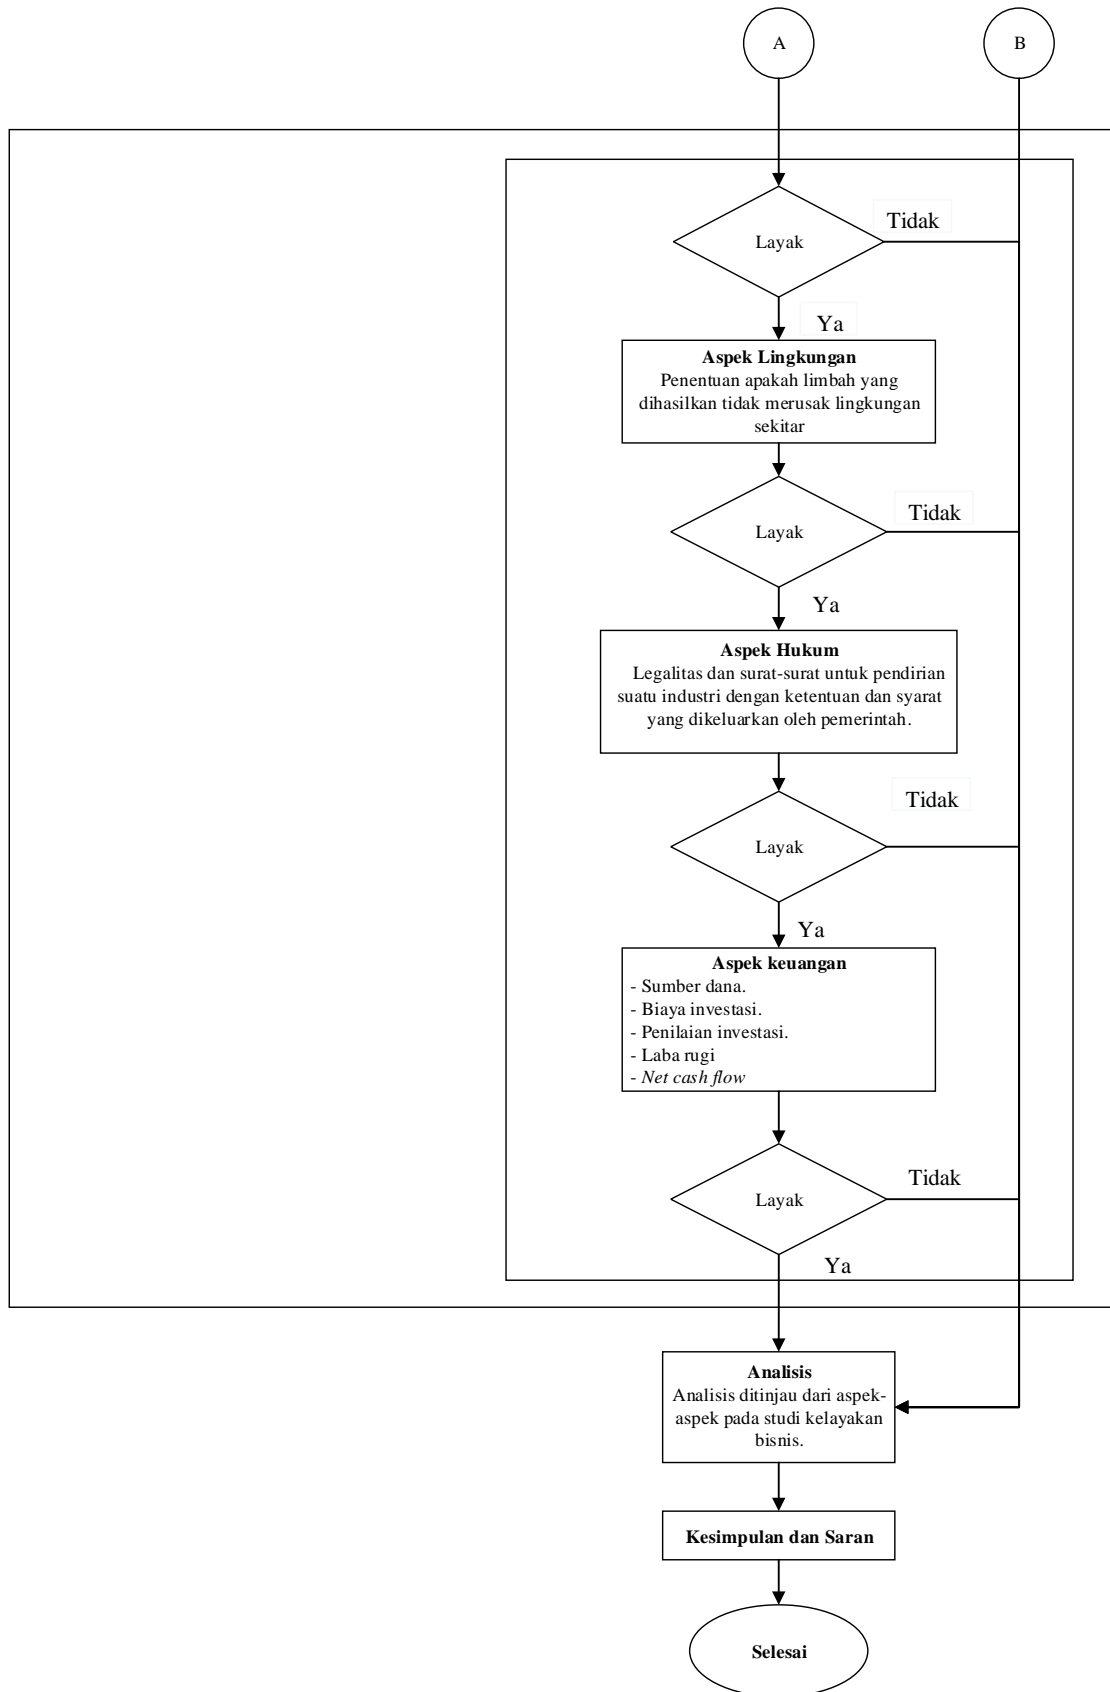 A
B
Layak
Tidak
Ya
Aspek Lingkungan
Penentuan apakah limbah yang
dihasilkan tidak merusak lingkungan
sekitar
Layak
Tidak
Ya
Aspek Hukum
Legalitas dan surat-surat untuk pendirian
suatu industri dengan ketentuan dan syarat
yang dikeluarkan oleh pemerintah.
Layak
Tidak
Ya
Aspek keuangan
- Sumber dana.
- Biaya investasi.
- Penilaian investasi.
- Laba rugi
- Net cash flow
Layak
Tidak
Ya
Analisis
Analisis ditinjau dari aspek-
aspek pada studi kelayakan
bisnis.
Kesimpulan dan Saran
Selesai